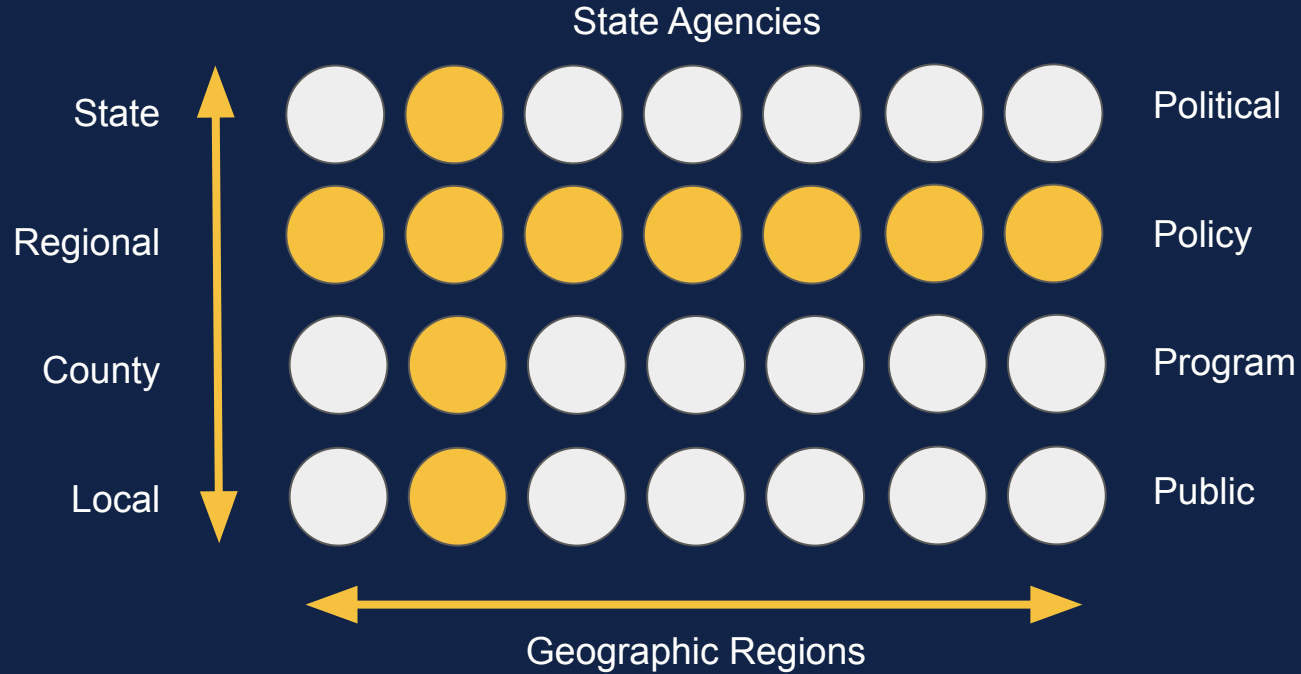 State Agencies
State
Political
Regional
Policy
County
Program
Local
Public
Geographic Regions